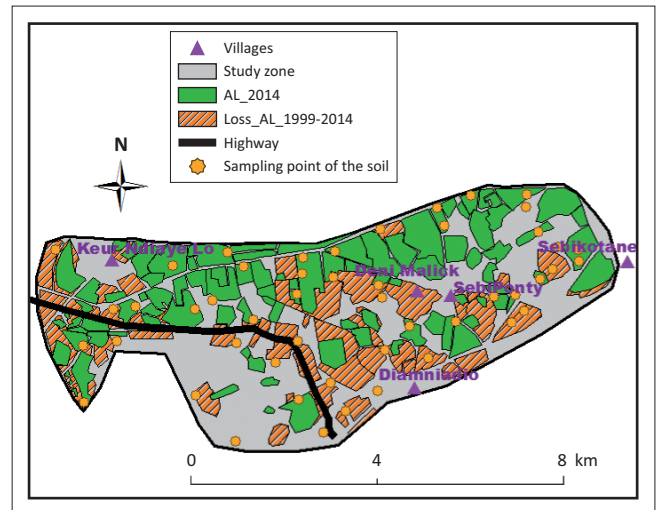 Villages
Study zone
AL_2014
Loss_AL_1999-2014
Highway
Sampling point of the soil
N
Keur Ndiaye Lo
Sebikotane
Deni Malick
SebiPonty
Diamniadio
0 4 8 km